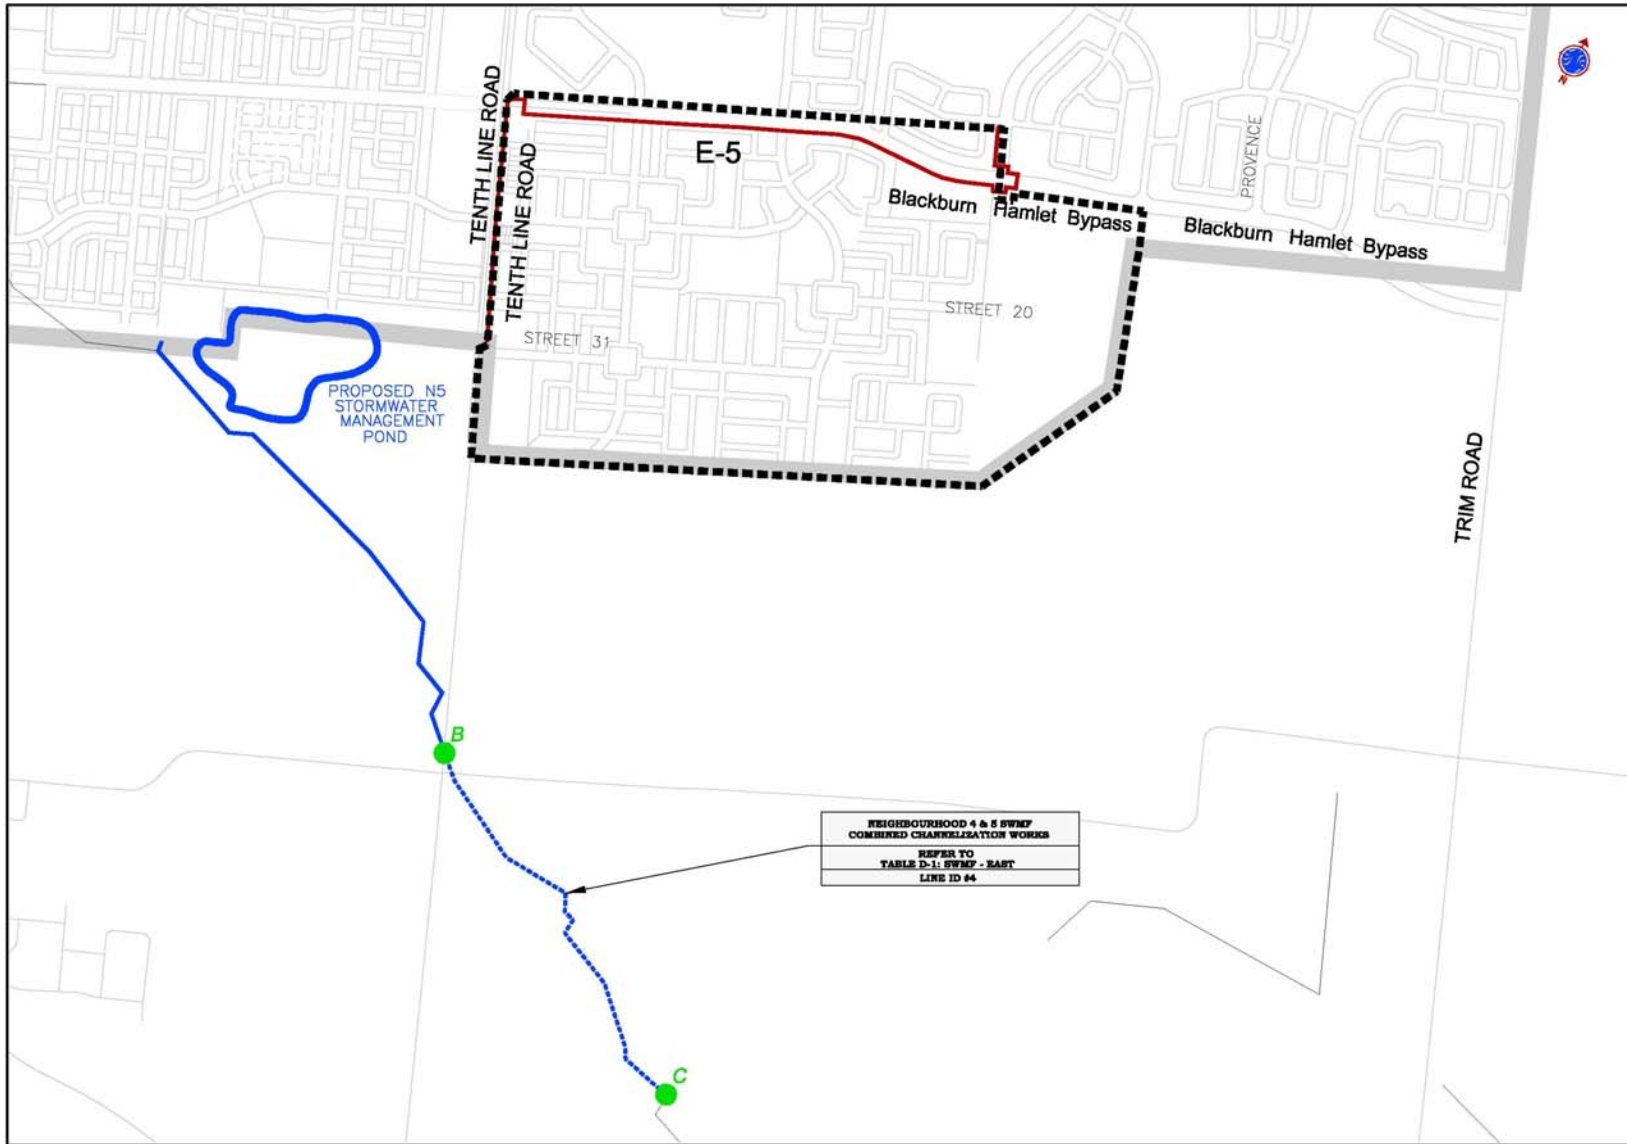 N
TENTH LINE ROAD
TENTH LINE ROAD
E-5
PROVENCE
Blackburn Hamlet Bypass
Blackburn Hamlet Bypass
STREET 20
STREET 31
PROPOSED N5
STORMWATER
MANAGEMENT
POND
TRIM ROAD
B
NEIGHBOURHOOD 4 & 5 SWMF
COMBINED CHANNELIZATION WORKS
REFER TO
TABLE D-1: SWMF - EAST
LINE ID #4
C